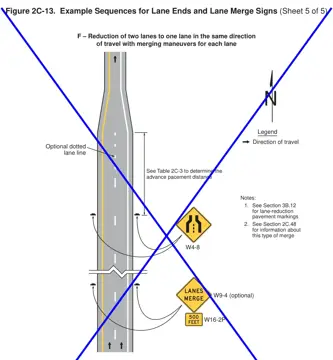 Figure 2C-13. Example Sequences for Lane Ends and Lane Merge Signs (Sheet 5 of 5)
F – Reduction of two lanes to one lane in the same direction
of travel with merging maneuvers for each lane
N
Legend
Direction of travel
Optional dotted
lane line
See Table 2C-3 to determine the
advance pacement distance
Notes:
1. See Section 3B.12
for lane-reduction
pavement markings
2. See Section 2C.48
for information about
this type of merge
W4-8
LANES
MERGE
W9-4 (optional)
500
FEET
W16-2P